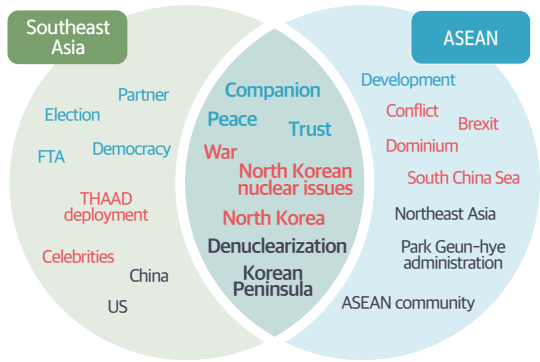 Southeast
Asia
Partner
Election
Democracy
FTA
THAAD
deployment
Celebrities
China
US
Companion
Peace
Trust
War
North Korean
nuclear issues
North Korea
Denuclearization
Korean
Peninsula
ASEAN
Development
Conflict
Brexit
Dominium
South China Sea
Northeast Asia
Park Geun-hye
administration
ASEAN community